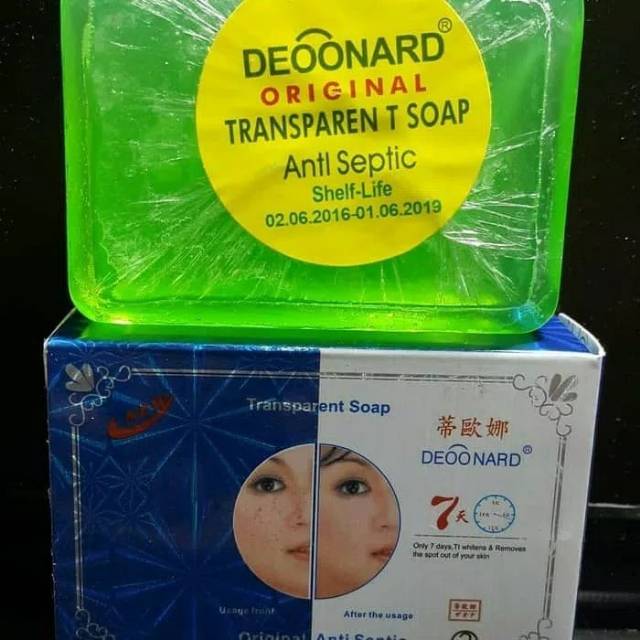 DEOONARD®
ORIGINAL
TRANSPAREN T SOAP
AntI Septic
Shelf-Life
02.06.2016-01.06.2019
Transparent Soap
蒂歐娜
DEOONARD®
7天
Only 7 days,TI whitens & Removes
the spot out of your skin
Usage front
After the usage
Original Anti Septic